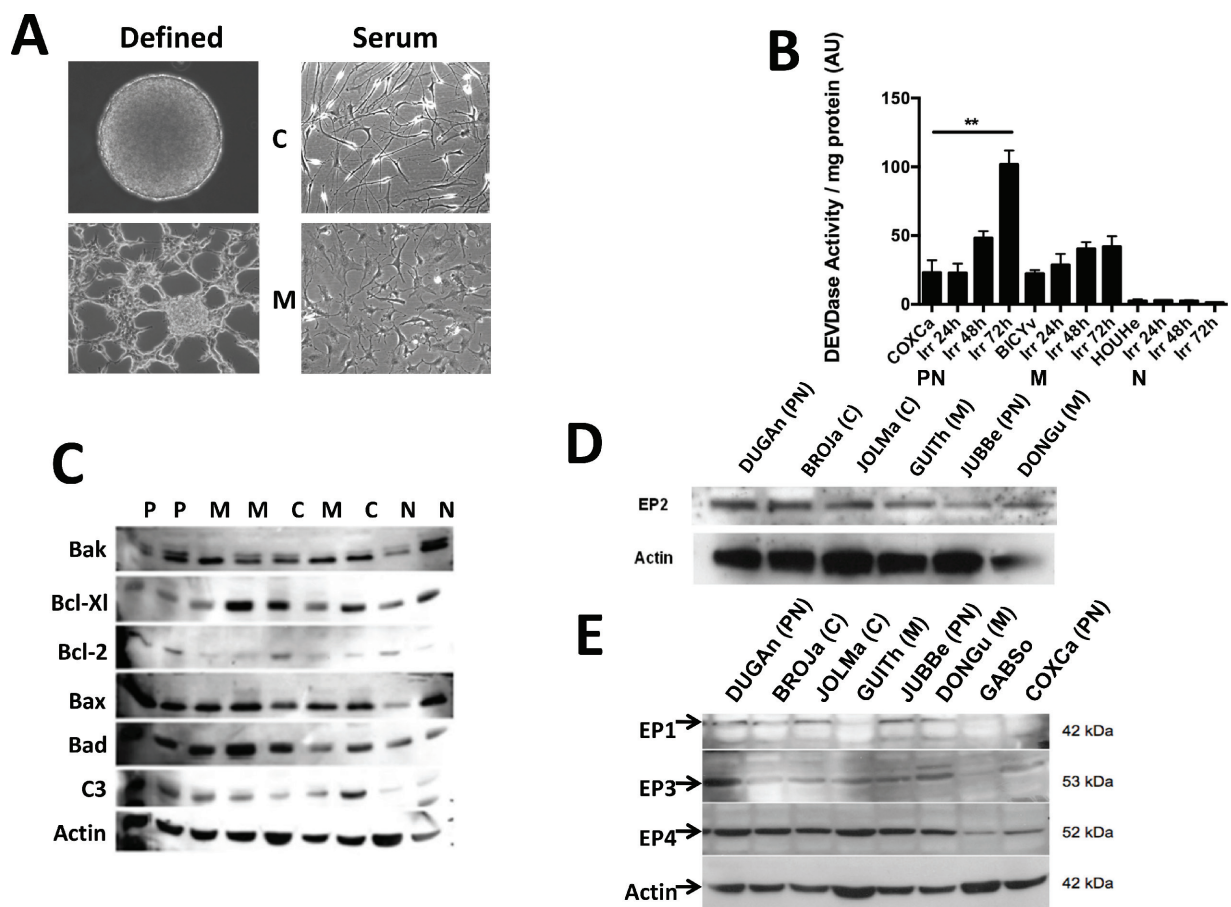 A
Defined Serum
C
M
B
DEVDase Activity / mg protein (AU)
150
100
50
0
**
COXCa Irr 24h Irr 48h Irr 72h BICYv Irr 24h Irr 48h Irr 72h HOUHe Irr 24h Irr 48h Irr 72h
PN M N
C
P P M M C M C N N
Bak
Bcl-Xl
Bcl-2
Bax
Bad
C3
Actin
D
DUGAn (PN) BROJa (C) JOLMa (C) GUITh (M) JUBBe (PN) DONGu (M)
EP2
Actin
E
DUGAn (PN) BROJa (C) JOLMa (C) GUITh (M) JUBBe (PN) DONGu (M) GABSo COXCa (PN)
EP1 42 kDa
EP3 53 kDa
EP4 52 kDa
Actin 42 kDa